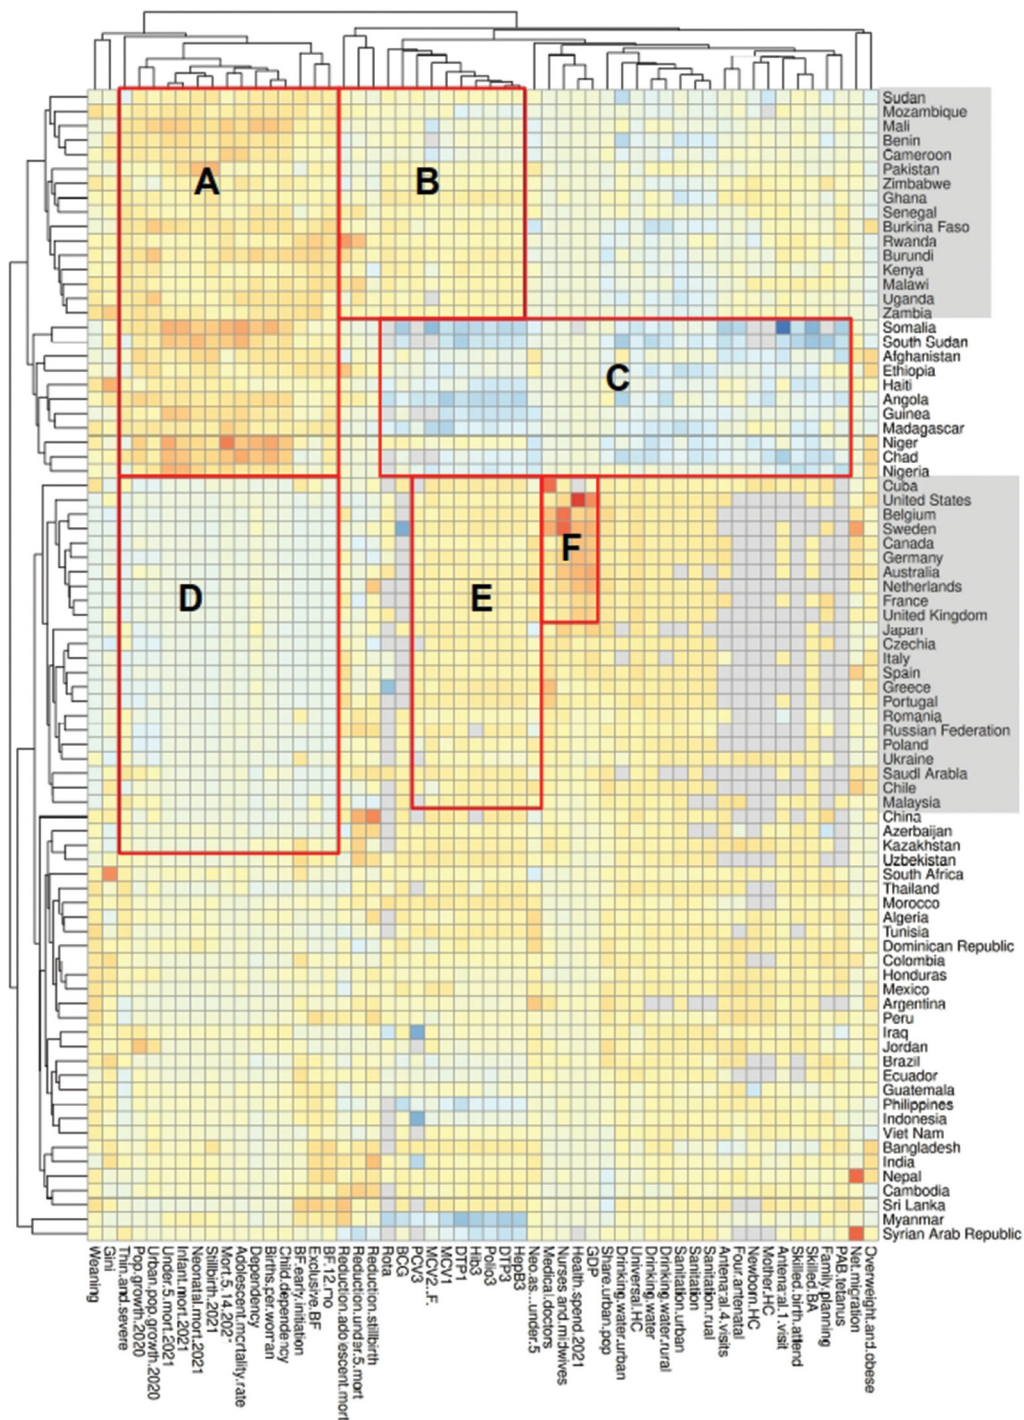 A
B
C
D
E
F
Sudan
Mozambique
Mali
Benin
Cameroon
Pakistan
Zimbabwe
Ghana
Senegal
Burkina Faso
Rwanda
Burundi
Kenya
Malawi
Uganda
Zambia
Somalia
South Sudan
Afghanistan
Ethiopia
Haiti
Angola
Guinea
Madagascar
Niger
Chad
Nigeria
Cuba
United States
Belgium
Sweden
Canada
Germany
Australia
Netherlands
France
United Kingdom
Japan
Czechia
Italy
Spain
Greece
Portugal
Romania
Russian Federation
Poland
Ukraine
Saudi Arabia
Chile
Malaysia
China
Azerbaijan
Kazakhstan
Uzbekistan
South Africa
Thailand
Morocco
Algeria
Tunisia
Dominican Republic
Colombia
Honduras
Mexico
Argentina
Peru
Iraq
Jordan
Brazil
Ecuador
Guatemala
Philippines
Indonesia
Viet Nam
Bangladesh
India
Nepal
Cambodia
Sri Lanka
Myanmar
Syrian Arab Republic
Weaning
Gini
Thin.and.severe
Pop.growth.2020
Urban.pop.growth.2020
Under.5.mort.2021
Infant.mort.2021
Neonatal.mort.2021
Stillbirth.2021
Mort.5.14.202"
Adolescent.mortality.rate
Dependency
Births.per.woman
Child.dependency
BF.early.initiation
Exclusive.BF
BF.12.mo
Reduction.adolescent.mort
Reduction.under.5.mort
Reduction.stillbirth
Rota
BCG
PCV3
MCV2...F.
MCV1
DTP1
Hib3
Polio3
DTP3
HepB3
Neo.as...under.5
Medical.doctors
Nurses.and.midwives
Health.spend.2021
GDP
Share.urban.pop
Drinking.water.urban
Universal.HC
Drinking.water
Drinking.water.rural
Sanitation.urban
Sanitation
Sanitation.rual
Antenatal.4.visits
Four.antenatal
Newborn.HC
Mother.HC
Antenatal.1.visit
Skilled.birth.attend
Skilled.BA
Family.planning
PAB.tetanus
Net.migration
Overweight.and.obese